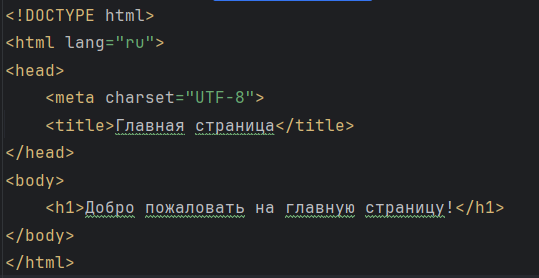 <!DOCTYPE html>
<html lang="ru">
<head>
    <meta charset="UTF-8">
    <title>Главная страница</title>
</head>
<body>
    <h1>Добро пожаловать на главную страницу!</h1>
</body>
</html>